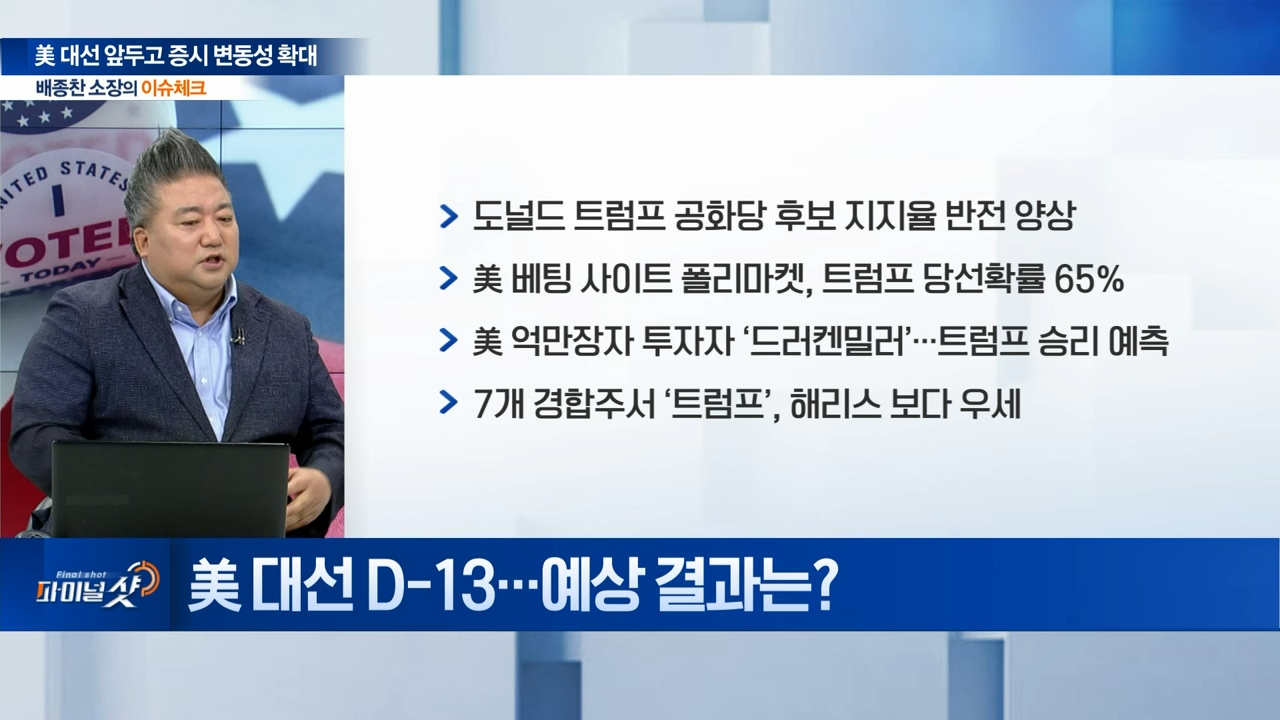 美 대선 앞두고 증시 변동성 확대
배종찬 소장의 이슈체크
UNITED STATES
I
VOTED
TODAY
> 도널드 트럼프 공화당 후보 지지율 반전 양상
> 美 베팅 사이트 폴리마켓, 트럼프 당선확률 65%
> 美 억만장자 투자자 ‘드러켄밀러’…트럼프 승리 예측
> 7개 경합주서 ‘트럼프’, 해리스 보다 우세
Final shot
파이널샷
美 대선 D-13…예상 결과는?